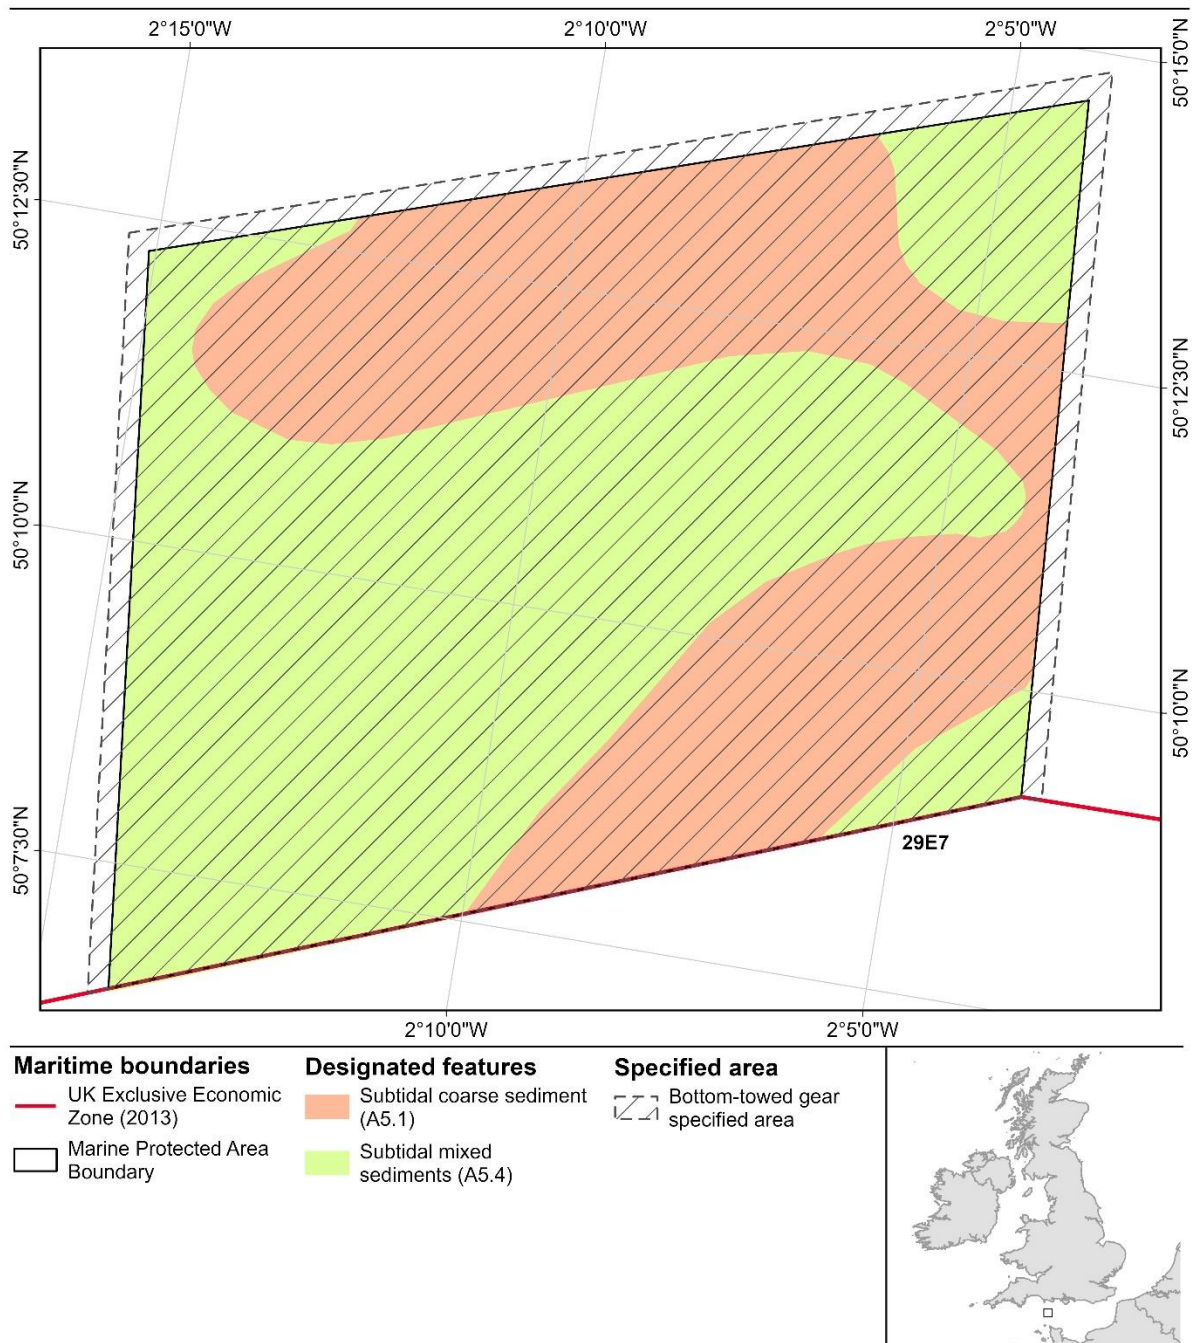 2°15'0"W
2°10'0"W
2°5'0"W
50°15'0"N
50°12'30"N
50°12'30"N
50°10'0"N
50°10'0"N
50°7'30"N
29E7
2°10'0"W
2°5'0"W
Maritime boundaries
UK Exclusive Economic
Zone (2013)
Marine Protected Area
Boundary
Designated features
Subtidal coarse sediment
(A5.1)
Subtidal mixed
sediments (A5.4)
Specified area
Bottom-towed gear
specified area